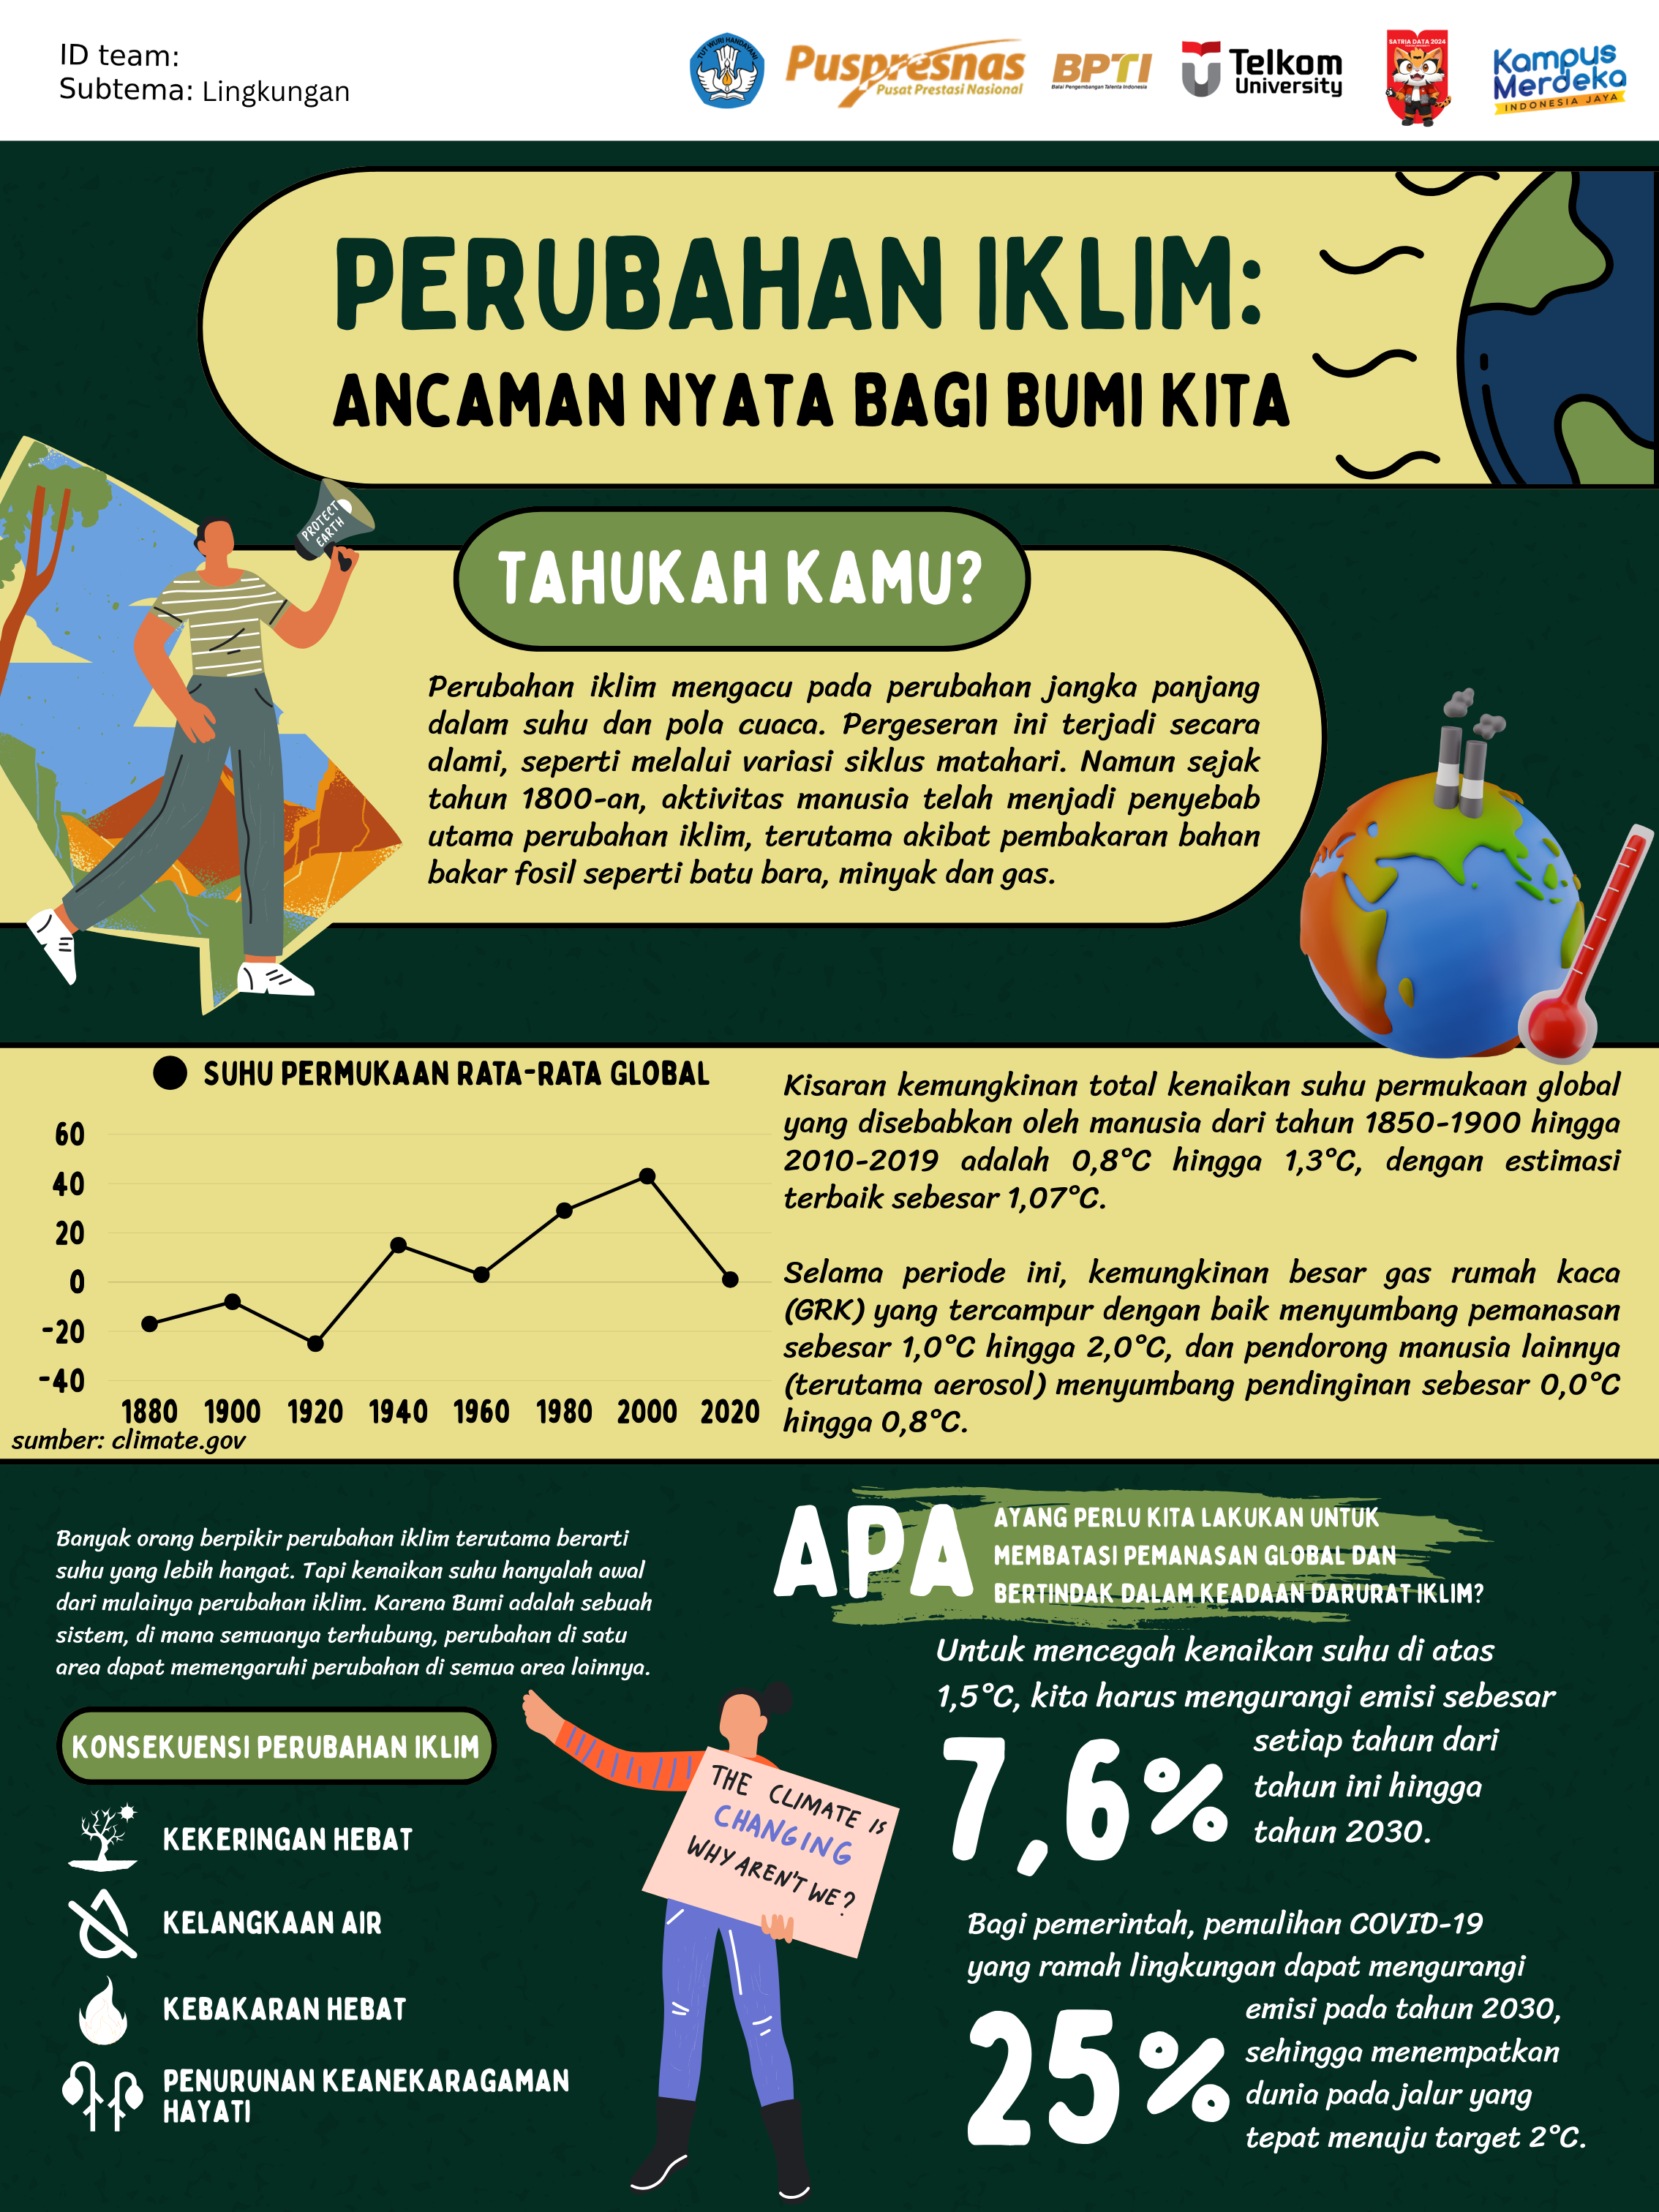 ID team:
Subtema: Lingkungan
TUT WURI HANDAYANI
Puspresnas
Pusat Prestasi Nasional
BPTI
Balai Pengembangan Talenta Indonesia
Telkom
University
SATRIA DATA 2024
Kampus
Merdeka
INDONESIA JAYA
PERUBAHAN IKLIM:
ANCAMAN NYATA BAGI BUMI KITA
PROTECT
EARTH
TAHUKAH KAMU?
Perubahan iklim mengacu pada perubahan jangka panjang
dalam suhu dan pola cuaca. Pergeseran ini terjadi secara
alami, seperti melalui variasi siklus matahari. Namun sejak
tahun 1800-an, aktivitas manusia telah menjadi penyebab
utama perubahan iklim, terutama akibat pembakaran bahan
bakar fosil seperti batu bara, minyak dan gas.
SUHU PERMUKAAN RATA-RATA GLOBAL
60
40
20
0
-20
-40
1880 1900 1920 1940 1960 1980 2000 2020
sumber: climate.gov
Kisaran kemungkinan total kenaikan suhu permukaan global
yang disebabkan oleh manusia dari tahun 1850-1900 hingga
2010-2019 adalah 0,8°C hingga 1,3°C, dengan estimasi
terbaik sebesar 1,07°C.
Selama periode ini, kemungkinan besar gas rumah kaca
(GRK) yang tercampur dengan baik menyumbang pemanasan
sebesar 1,0°C hingga 2,0°C, dan pendorong manusia lainnya
(terutama aerosol) menyumbang pendinginan sebesar 0,0°C
hingga 0,8°C.
Banyak orang berpikir perubahan iklim terutama berarti
suhu yang lebih hangat. Tapi kenaikan suhu hanyalah awal
dari mulainya perubahan iklim. Karena Bumi adalah sebuah
sistem, di mana semuanya terhubung, perubahan di satu
area dapat memengaruhi perubahan di semua area lainnya.
KONSEKUENSI PERUBAHAN IKLIM
KEKERINGAN HEBAT
KELANGKAAN AIR
KEBAKARAN HEBAT
PENURUNAN KEANEKARAGAMAN
HAYATI
THE CLIMATE IS
CHANGING
WHY AREN'T WE?
APA
AYANG PERLU KITA LAKUKAN UNTUK
MEMBATASI PEMANASAN GLOBAL DAN
BERTINDAK DALAM KEADAAN DARURAT IKLIM?
Untuk mencegah kenaikan suhu di atas
1,5°C, kita harus mengurangi emisi sebesar
7,6%
setiap tahun dari
tahun ini hingga
tahun 2030.
Bagi pemerintah, pemulihan COVID-19
yang ramah lingkungan dapat mengurangi
25%
emisi pada tahun 2030,
sehingga menempatkan
dunia pada jalur yang
tepat menuju target 2°C.